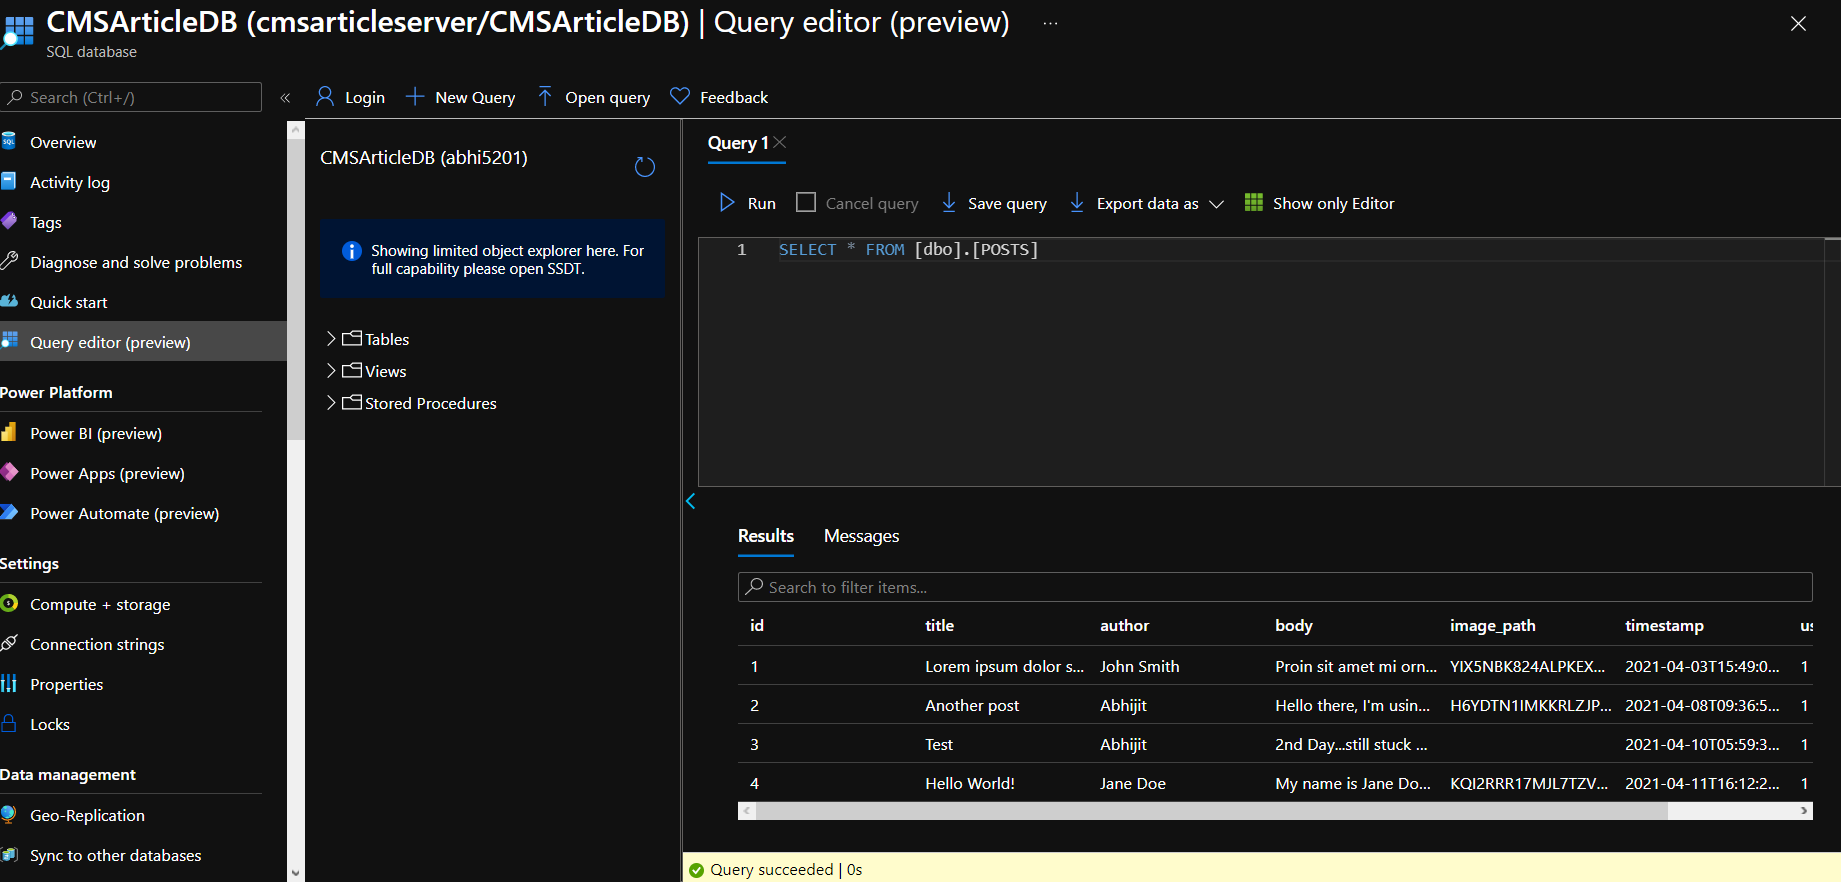 CMSArticleDB (cmsarticleserver/CMSArticleDB) | Query editor (preview) ...
SQL database
Search (Ctrl+/)
«
Login
New Query
Open query
Feedback
Overview
Activity log
Tags
Diagnose and solve problems
Quick start
Query editor (preview)
Power Platform
Power BI (preview)
Power Apps (preview)
Power Automate (preview)
Settings
Compute + storage
Connection strings
Properties
Locks
Data management
Geo-Replication
Sync to other databases
CMSArticleDB (abhi5201)
Showing limited object explorer here. For
full capability please open SSDT.
Tables
Views
Stored Procedures
Query 1
Run
Cancel query
Save query
Export data as
Show only Editor
1 SELECT * FROM [dbo].[POSTS]
Results Messages
Search to filter items...
id title author body image_path timestamp us
1 Lorem ipsum dolor s... John Smith Proin sit amet mi orn... YIX5NBK824ALPKEX... 2021-04-03T15:49:0... 1
2 Another post Abhijit Hello there, I'm usin... H6YDTN1IMKKRLZJP... 2021-04-08T09:36:5... 1
3 Test Abhijit 2nd Day...still stuck ... 2021-04-10T05:59:3... 1
4 Hello World! Jane Doe My name is Jane Do... KQI2RRR17MJL7TZV... 2021-04-11T16:12:2... 1
Query succeeded | 0s